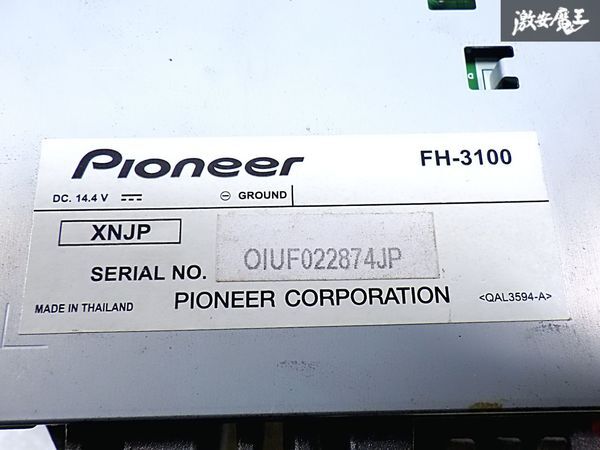 激安魔王
Pioneer
FH-3100
DC. 14.4 V
⊖ GROUND
XNJP
SERIAL NO.
OIUF022874JP
MADE IN THAILAND
PIONEER CORPORATION
<QAL3594-A>